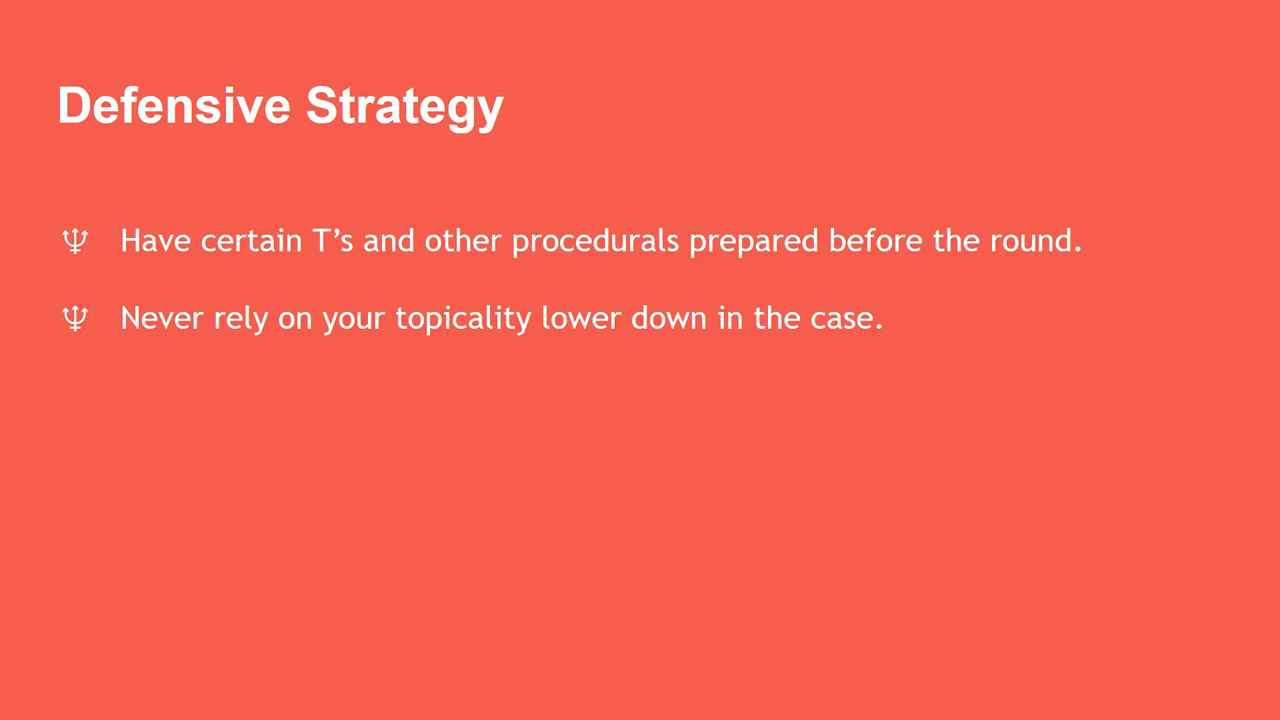 Defensive Strategy
♆ Have certain T’s and other procedurals prepared before the round.
♆ Never rely on your topicality lower down in the case.